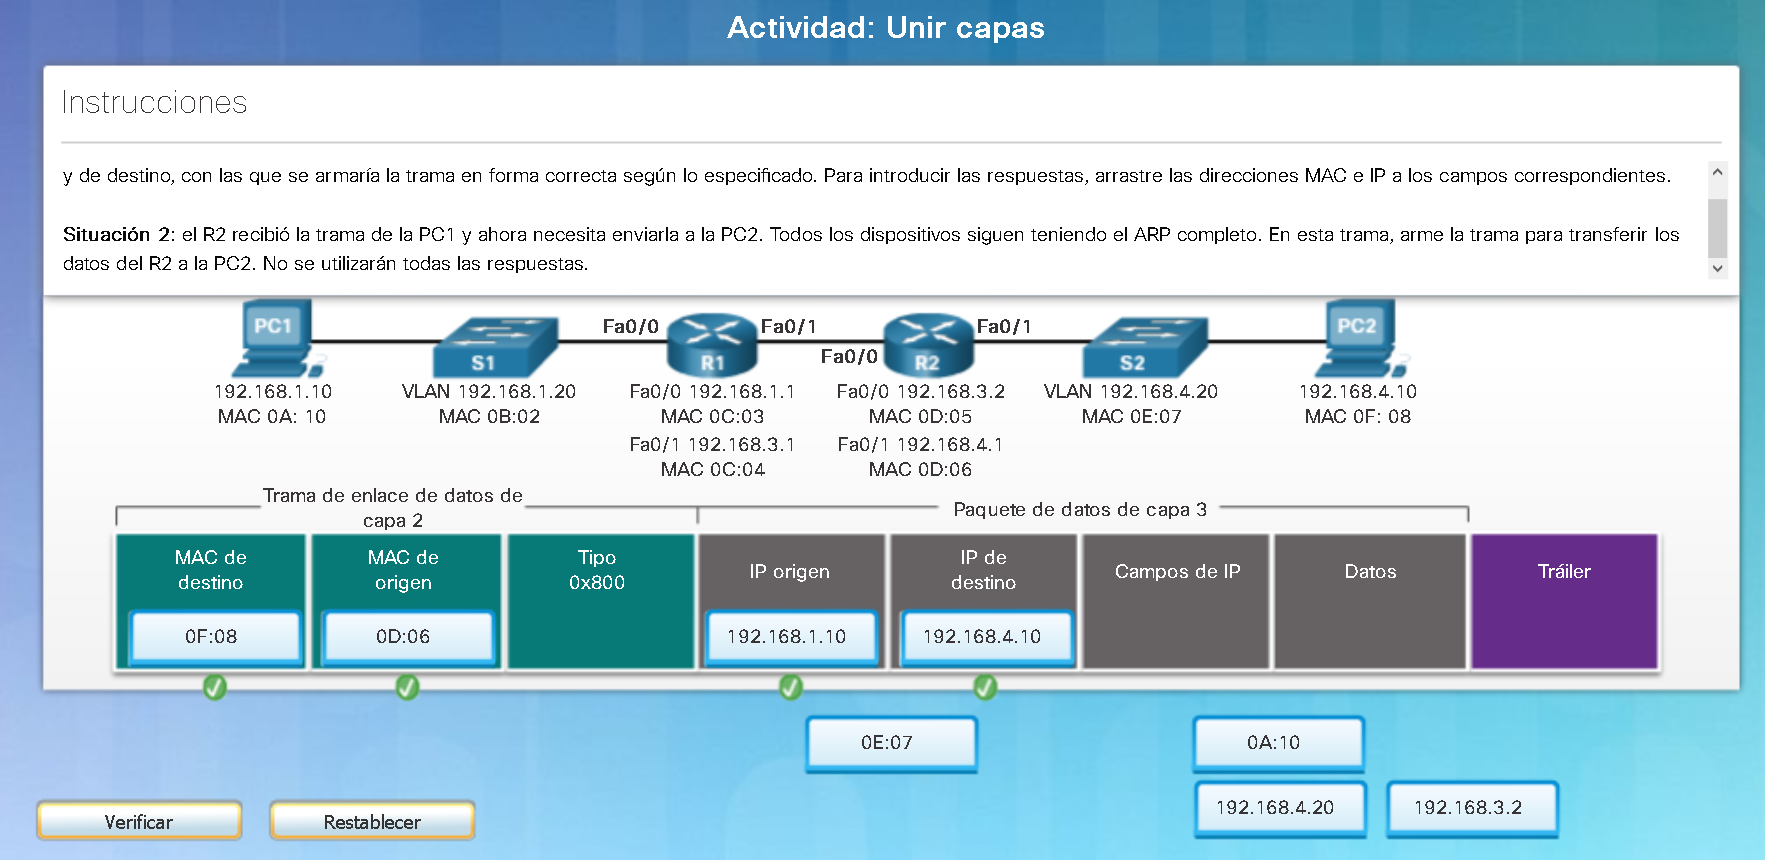 Actividad: Unir capas
Instrucciones
y de destino, con las que se armaría la trama en forma correcta según lo especificado. Para introducir las respuestas, arrastre las direcciones MAC e IP a los campos correspondientes.
Situación 2: el R2 recibió la trama de la PC1 y ahora necesita enviarla a la PC2. Todos los dispositivos siguen teniendo el ARP completo. En esta trama, arme la trama para transferir los
datos del R2 a la PC2. No se utilizarán todas las respuestas.
PC1
S1
Fa0/0
R1
Fa0/1
Fa0/0
R2
Fa0/1
S2
PC2
192.168.1.10
MAC 0A: 10
VLAN 192.168.1.20
MAC 0B:02
Fa0/0 192.168.1.1
MAC 0C:03
Fa0/1 192.168.3.1
MAC 0C:04
Fa0/0 192.168.3.2
MAC 0D:05
Fa0/1 192.168.4.1
MAC 0D:06
VLAN 192.168.4.20
MAC 0E:07
192.168.4.10
MAC 0F: 08
Trama de enlace de datos de
capa 2
Paquete de datos de capa 3
MAC de
destino
0F:08
MAC de
origen
0D:06
Tipo
0x800
IP origen
192.168.1.10
IP de
destino
192.168.4.10
Campos de IP
Datos
Tráiler
0E:07
0A:10
192.168.4.20
192.168.3.2
Verificar
Restablecer